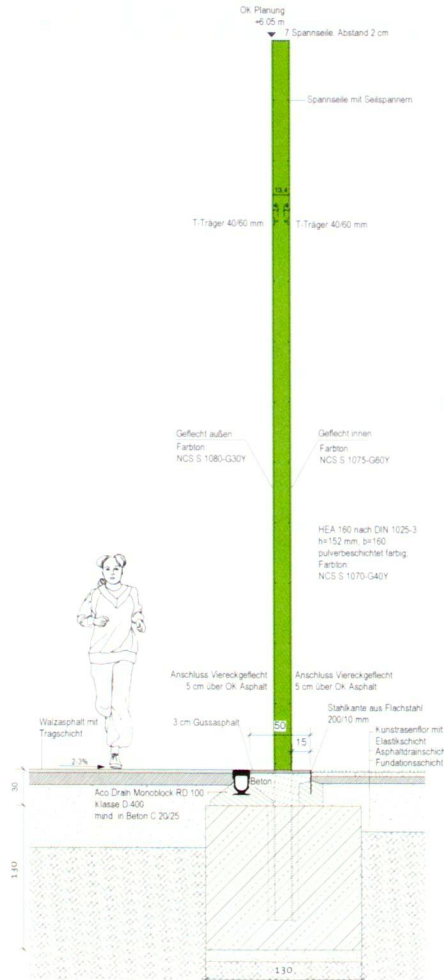 OK Planung
+6.05 m
7 Spannseile, Abstand 2 cm
Spannseile mit Seilspannern
13,4
T-Träger 40/60 mm
T-Träger 40/60 mm
Geflecht außen
Farbton:
NCS S 1080-G30Y
Geflecht innen
Farbton:
NCS S 1075-G60Y
HEA 160 nach DIN 1025-3
h=152 mm, b=160
pulverbeschichtet farbig,
Farbton:
NCS S 1070-G40Y
Anschluss Viereckgeflecht
5 cm über OK Asphalt
Anschluss Viereckgeflecht
5 cm über OK Asphalt
Stahlkante aus Flachstahl
200/10 mm
Walzasphalt mit
Tragschicht
3 cm Gussasphalt
50
15
Kunstrasenflor mit
Elastikschicht
Asphaltdrainschicht
Fundationsschicht
2-3%
30
Aco Drain Monoblock RD 100
Klasse D 400
mind. in Beton C 20/25
Beton
130
130